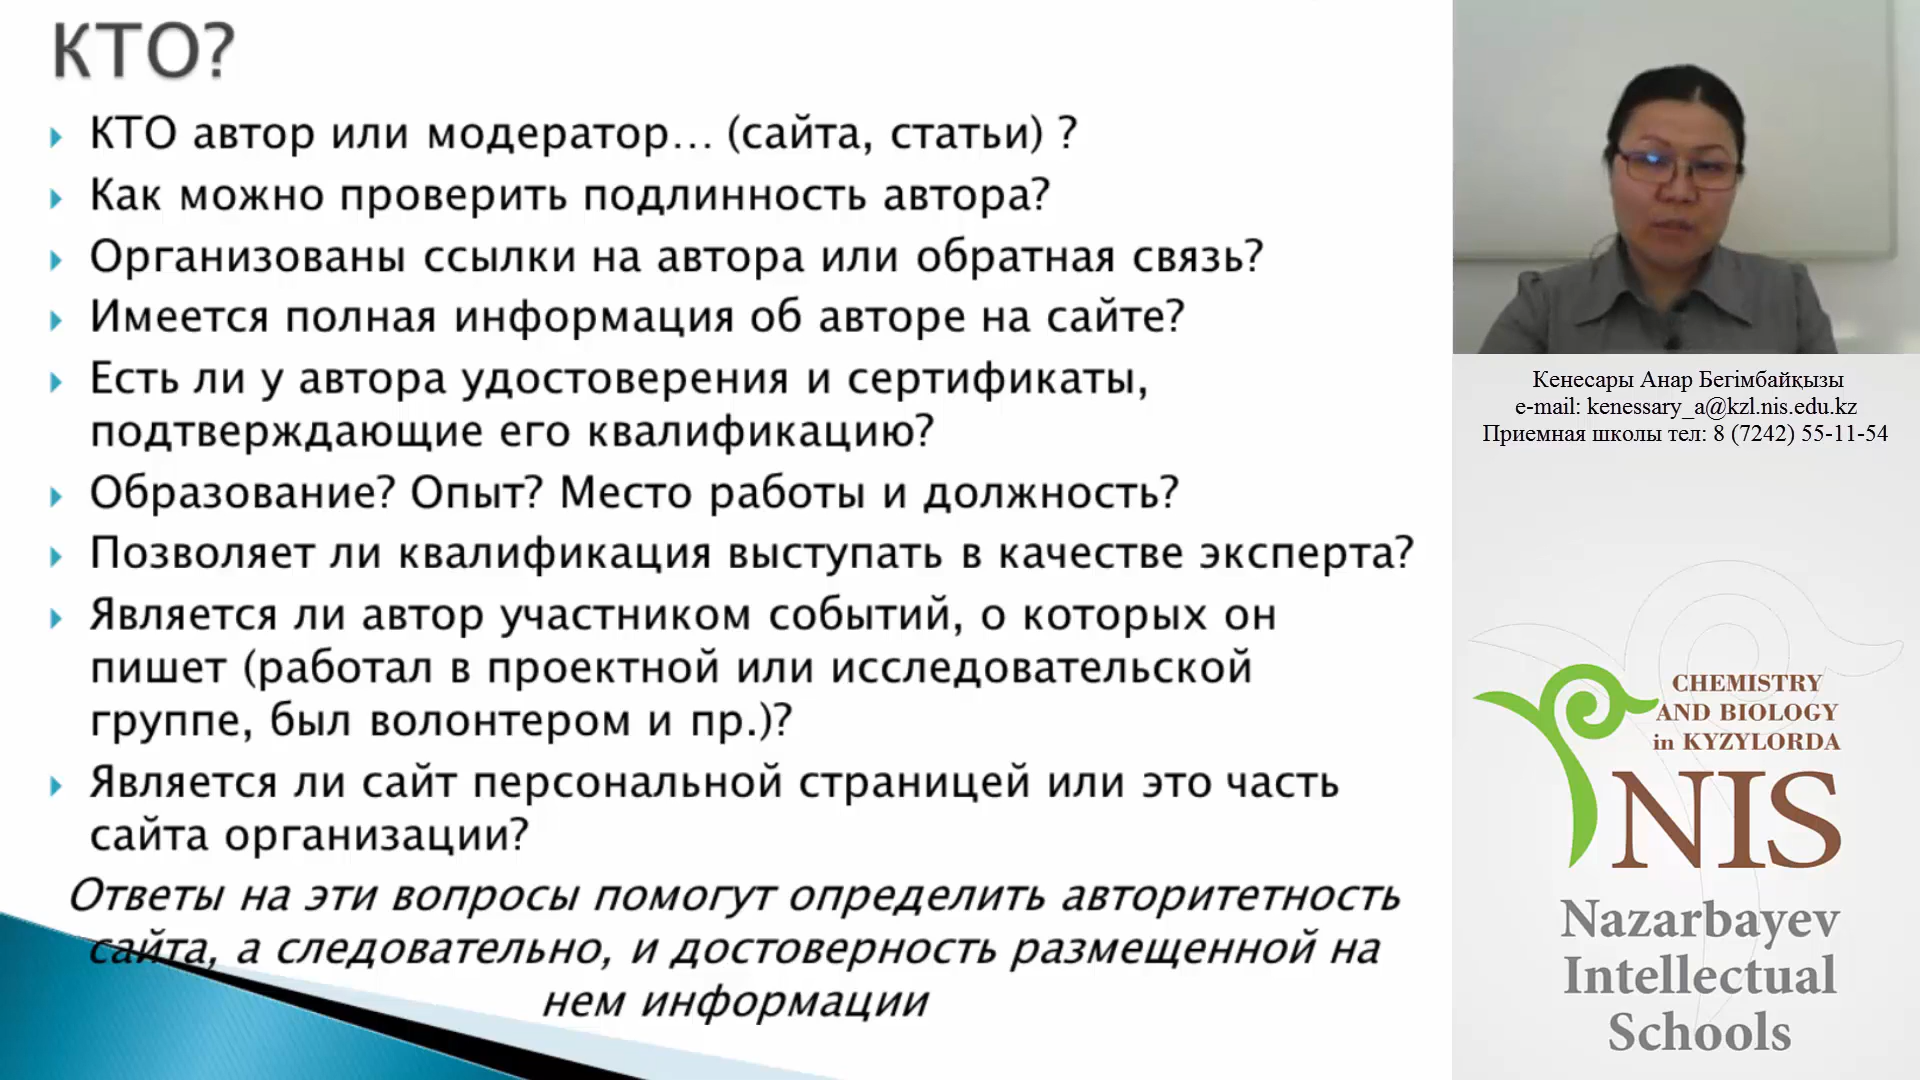 КТО?
КТО автор или модератор… (сайта, статьи) ?
Как можно проверить подлинность автора?
Организованы ссылки на автора или обратная связь?
Имеется полная информация об авторе на сайте?
Есть ли у автора удостоверения и сертификаты,
подтверждающие его квалификацию?
Образование? Опыт? Место работы и должность?
Позволяет ли квалификация выступать в качестве эксперта?
Является ли автор участником событий, о которых он
пишет (работал в проектной или исследовательской
группе, был волонтером и пр.)?
Является ли сайт персональной страницей или это часть
сайта организации?
Ответы на эти вопросы помогут определить авторитетность
сайта, а следовательно, и достоверность размещенной на
нем информации
Кенесары Анар Бегімбайқызы
e-mail: kenessary_a@kzl.nis.edu.kz
Приемная школы тел: 8 (7242) 55-11-54
CHEMISTRY
AND BIOLOGY
in KYZYLORDA
NIS
Nazarbayev
Intellectual
Schools